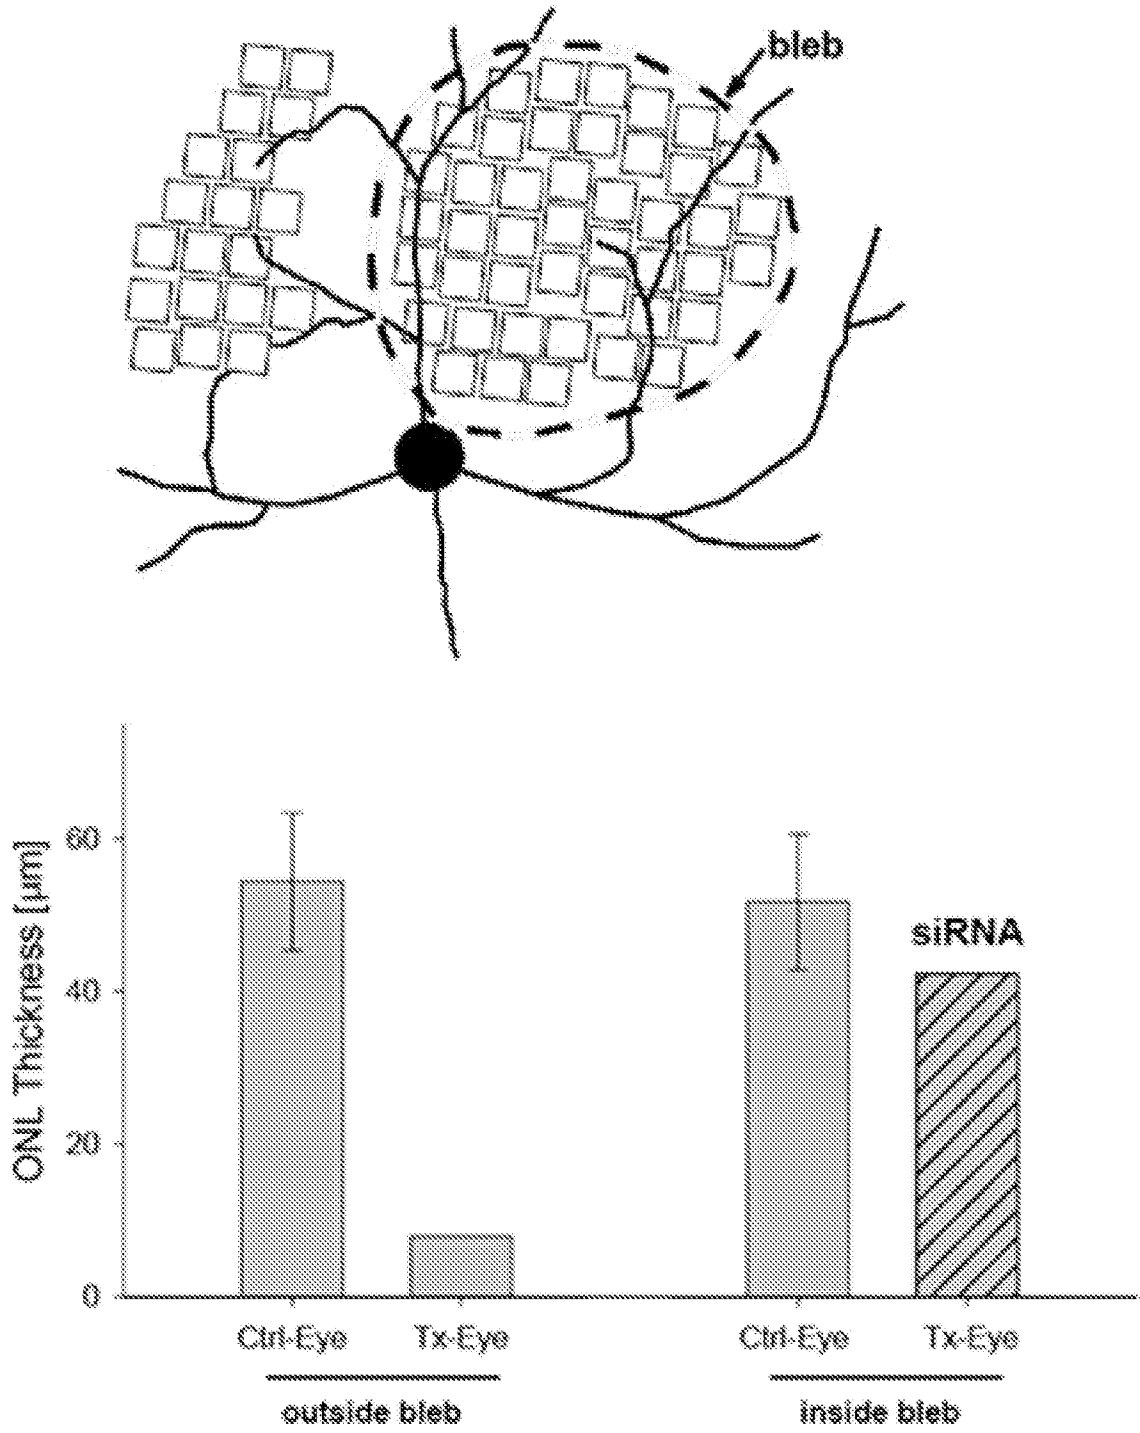 bleb
ONL Thickness [µm]
60
40
20
0
siRNA
Ctrl-Eye Tx-Eye Ctrl-Eye Tx-Eye
outside bleb inside bleb